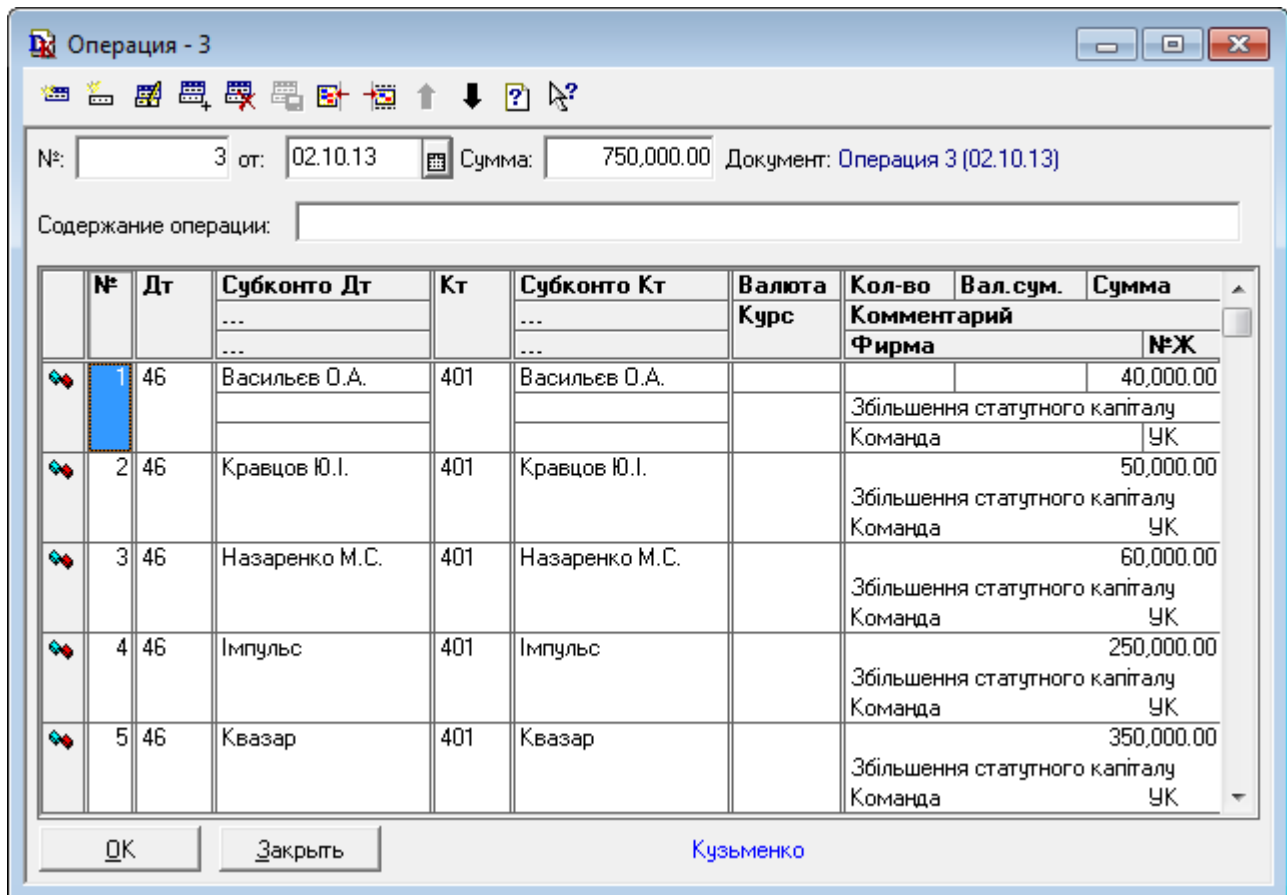 Операция - 3
№: 3 от: 02.10.13 Сумма: 750,000.00 Документ: Операция 3 (02.10.13)
Содержание операции:
№ Дт Субконто Дт Кт Субконто Кт Валюта Кол-во Вал.сум. Сумма
... ... Курс Комментарий
... ... Фирма №Ж
1 46 Васильєв О.А. 401 Васильєв О.А. 40,000.00
Збільшення статутного капіталу
Команда УК
2 46 Кравцов Ю.І. 401 Кравцов Ю.І. 50,000.00
Збільшення статутного капіталу
Команда УК
3 46 Назаренко М.С. 401 Назаренко М.С. 60,000.00
Збільшення статутного капіталу
Команда УК
4 46 Імпульс 401 Імпульс 250,000.00
Збільшення статутного капіталу
Команда УК
5 46 Квазар 401 Квазар 350,000.00
Збільшення статутного капіталу
Команда УК
OK Закрыть Кузьменко